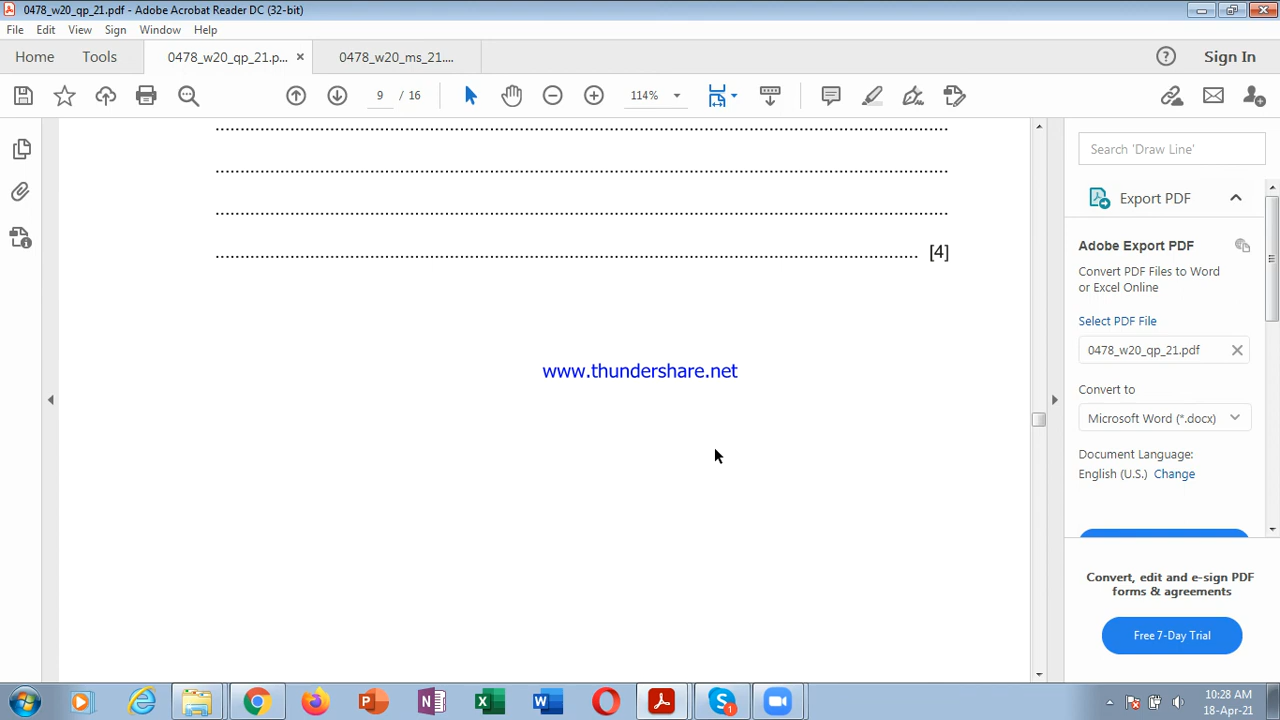 0478_w20_qp_21.pdf - Adobe Acrobat Reader DC (32-bit)
File Edit View Sign Window Help
Home Tools 0478_w20_qp_21.p... × 0478_w20_ms_21.... Sign In
9 / 16 114%
Search 'Draw Line'
Export PDF
Adobe Export PDF
Convert PDF Files to Word
or Excel Online
Select PDF File
0478_w20_qp_21.pdf
Convert to
Microsoft Word (*.docx)
Document Language:
English (U.S.) Change
Convert, edit and e-sign PDF
forms & agreements
Free 7-Day Trial
................................................................................
................................................................................
................................................................................
................................................................................ [4]
www.thundershare.net
10:28 AM
18-Apr-21